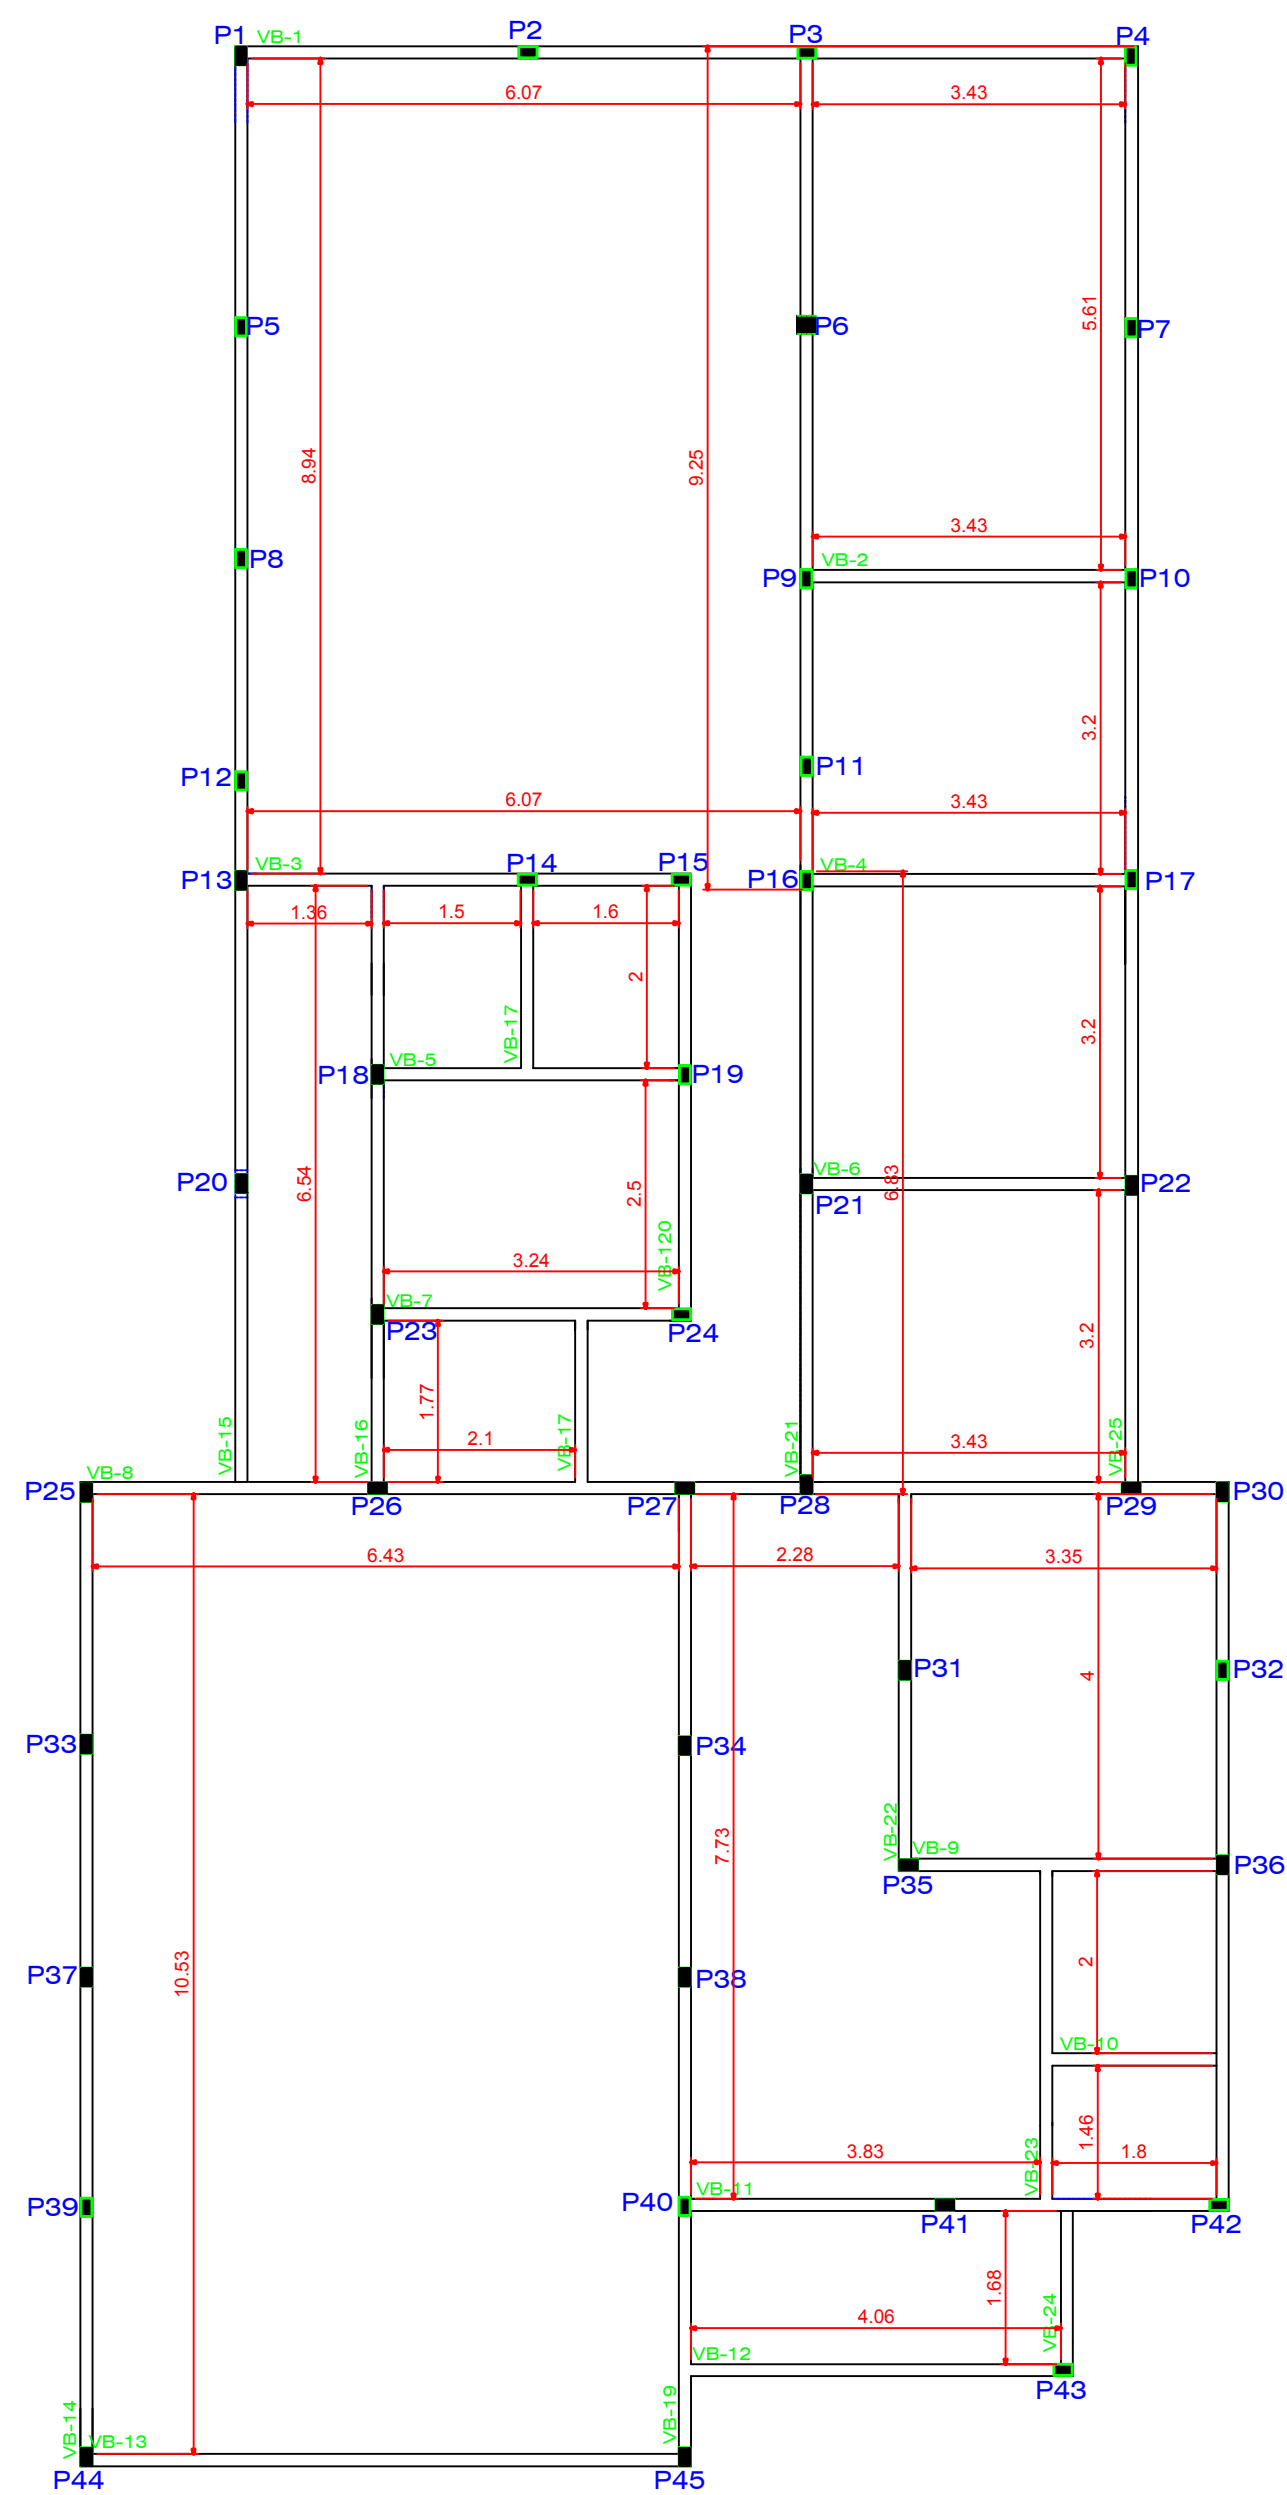 P1 VB-1 P2 P3 P4
6.07 3.43
P5 P6 5.61 P7
8.94 9.25
3.43
P8 VB-2
P9 P10
3.2
P12 P11
6.07 3.43
VB-3 P14 P15 VB-4
P13 P16 P17
1.36 1.5 1.6
2
VB-17 3.2
VB-5
P18 P19
VB-6
P20 6.54 2.5 6.83 P22
P21
VB-120
3.24
VB-7
P23 P24 3.2
1.77
VB-15 VB-16 2.1 VB-17 VB-21 3.43 VB-25
VB-8
P25 P26 P27 P28 P29 P30
6.43 2.28 3.35
P31 4 P32
P33 P34
7.73 VB-22 VB-9
P35 P36
10.53 2
P37 P38
VB-10
1.46
3.83 VB-23 1.8
VB-11
P39 P40 P41 P42
1.68
4.06 VB-24
VB-12
P43
VB-14 VB-13 VB-19
P44 P45